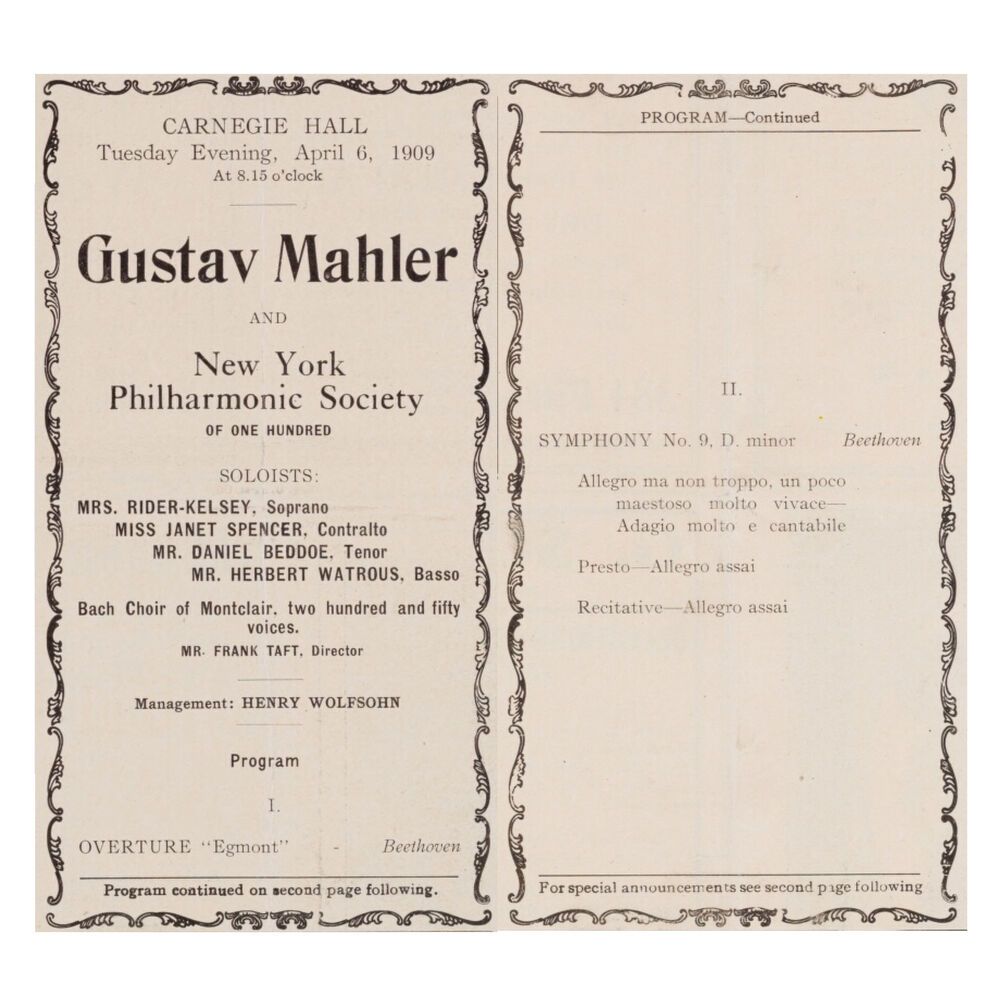 CARNEGIE HALL
Tuesday Evening, April 6, 1909
At 8.15 o'clock
Gustav Mahler
AND
New York
Philharmonic Society
OF ONE HUNDRED
SOLOISTS:
MRS. RIDER-KELSEY, Soprano
MISS JANET SPENCER, Contralto
MR. DANIEL BEDDOE, Tenor
MR. HERBERT WATROUS, Basso
Bach Choir of Montclair, two hundred and fifty
voices.
MR. FRANK TAFT, Director
Management: HENRY WOLFSOHN
Program
I.
OVERTURE “Egmont” - Beethoven
Program continued on second page following.
PROGRAM—Continued
II.
SYMPHONY No. 9, D. minor Beethoven
Allegro ma non troppo, un poco
maestoso molto vivace—
Adagio molto e cantabile
Presto—Allegro assai
Recitative—Allegro assai
For special announcements see second page following